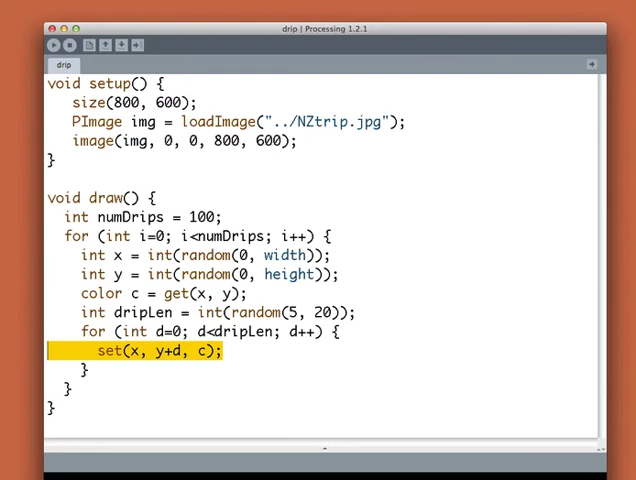 drip | Processing 1.2.1
drip
void setup() {
size(800, 600);
PImage img = loadImage("../NZtrip.jpg");
image(img, 0, 0, 800, 600);
}
void draw() {
int numDrips = 100;
for (int i=0; i<numDrips; i++) {
int x = int(random(0, width));
int y = int(random(0, height));
color c = get(x, y);
int dripLen = int(random(5, 20));
for (int d=0; d<dripLen; d++) {
set(x, y+d, c);
}
}
}